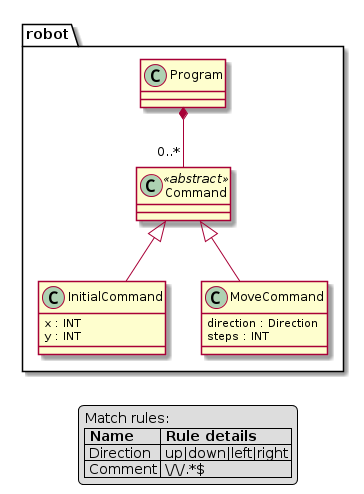 robot
C Program
0..*
C «abstract»
Command
C InitialCommand
x : INT
y : INT
C MoveCommand
direction : Direction
steps : INT
Match rules:
Name Rule details
Direction up|down|left|right
Comment \/\/.*$